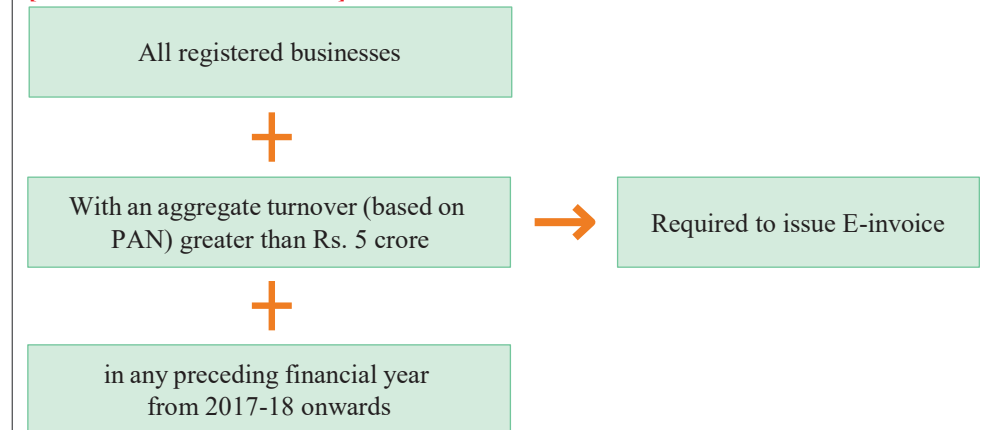 All registered businesses
With an aggregate turnover (based on
PAN) greater than Rs. 5 crore
Required to issue E-invoice
in any preceding financial year
from 2017-18 onwards